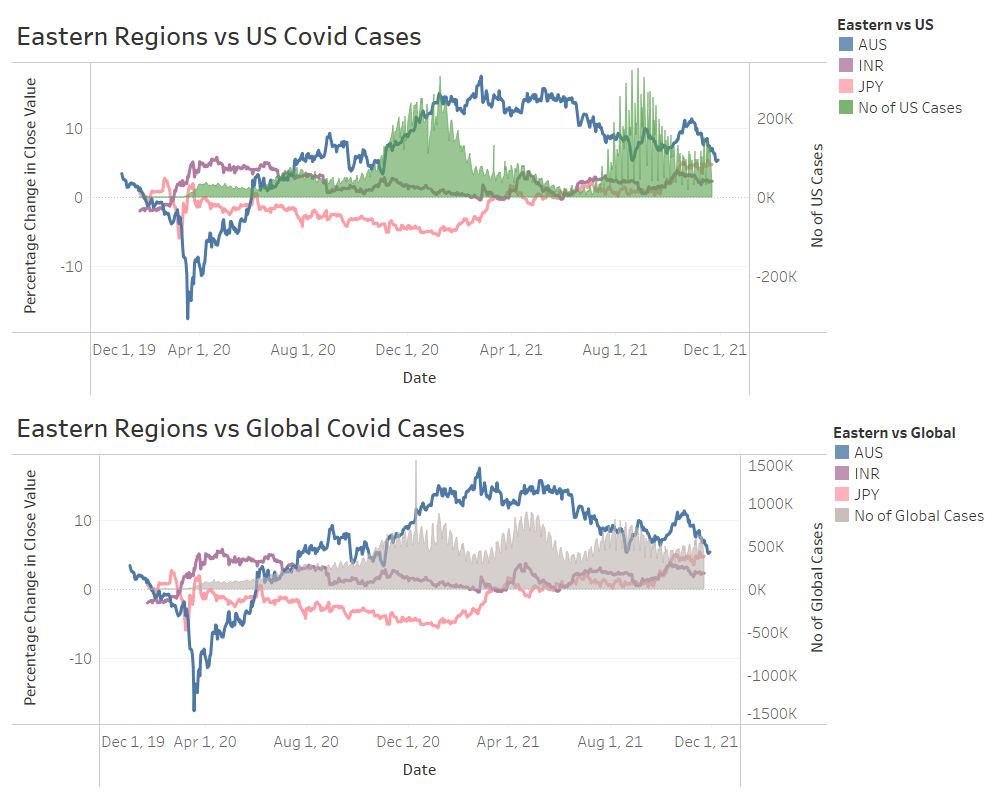 Eastern Regions vs US Covid Cases
Percentage Change in Close Value
10
0
-10
200K
0K
-200K
No of US Cases
Dec 1, 19 Apr 1, 20 Aug 1, 20 Dec 1, 20 Apr 1, 21 Aug 1, 21 Dec 1, 21
Date
Eastern vs US
AUS
INR
JPY
No of US Cases
Eastern Regions vs Global Covid Cases
Percentage Change in Close Value
10
0
-10
1500K
1000K
500K
0K
-500K
-1000K
-1500K
No of Global Cases
Dec 1, 19 Apr 1, 20 Aug 1, 20 Dec 1, 20 Apr 1, 21 Aug 1, 21 Dec 1, 21
Date
Eastern vs Global
AUS
INR
JPY
No of Global Cases